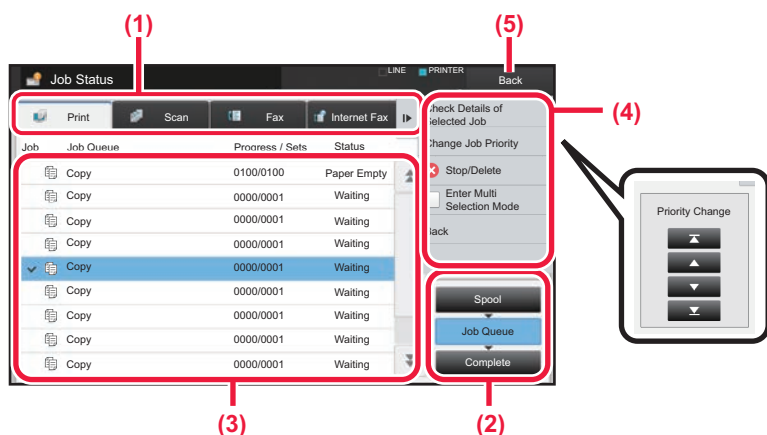 (1)
(5)
Job Status
LINE
PRINTER
Back
Print
Scan
Fax
Internet Fax
Check Details of
Selected Job
(4)
Job
Job Queue
Progress / Sets
Status
Change Job Priority
Copy
0100/0100
Paper Empty
Stop/Delete
Copy
0000/0001
Waiting
Enter Multi
Selection Mode
Copy
0000/0001
Waiting
Priority Change
Copy
0000/0001
Waiting
Back
Copy
0000/0001
Waiting
Copy
0000/0001
Waiting
Spool
Copy
0000/0001
Waiting
Job Queue
Copy
0000/0001
Waiting
Copy
0000/0001
Waiting
Complete
(3)
(2)